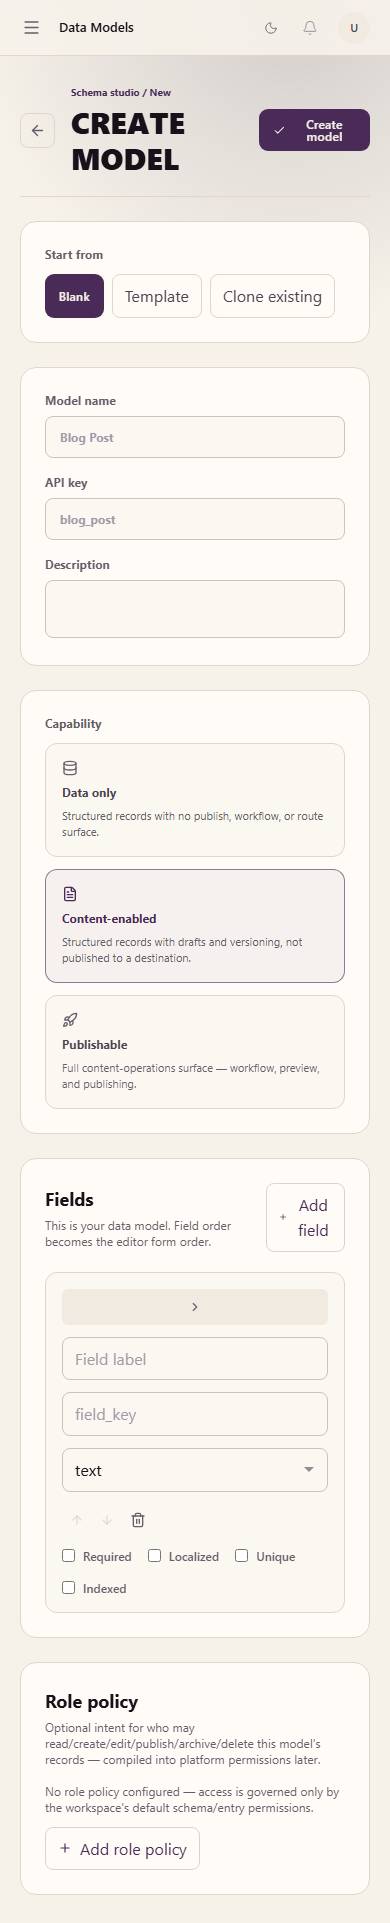 Data Models
U
Schema studio / New
CREATE
MODEL
Create
model
Start from
Blank
Template
Clone existing
Model name
Blog Post
API key
blog_post
Description
Capability
Data only
Structured records with no publish, workflow, or route
surface.
Content-enabled
Structured records with drafts and versioning, not
published to a destination.
Publishable
Full content-operations surface — workflow, preview,
and publishing.
Fields
This is your data model. Field order
becomes the editor form order.
Add
field
Field label
field_key
text
Required
Localized
Unique
Indexed
Role policy
Optional intent for who may
read/create/edit/publish/archive/delete this model's
records — compiled into platform permissions later.
No role policy configured — access is governed only by
the workspace's default schema/entry permissions.
Add role policy